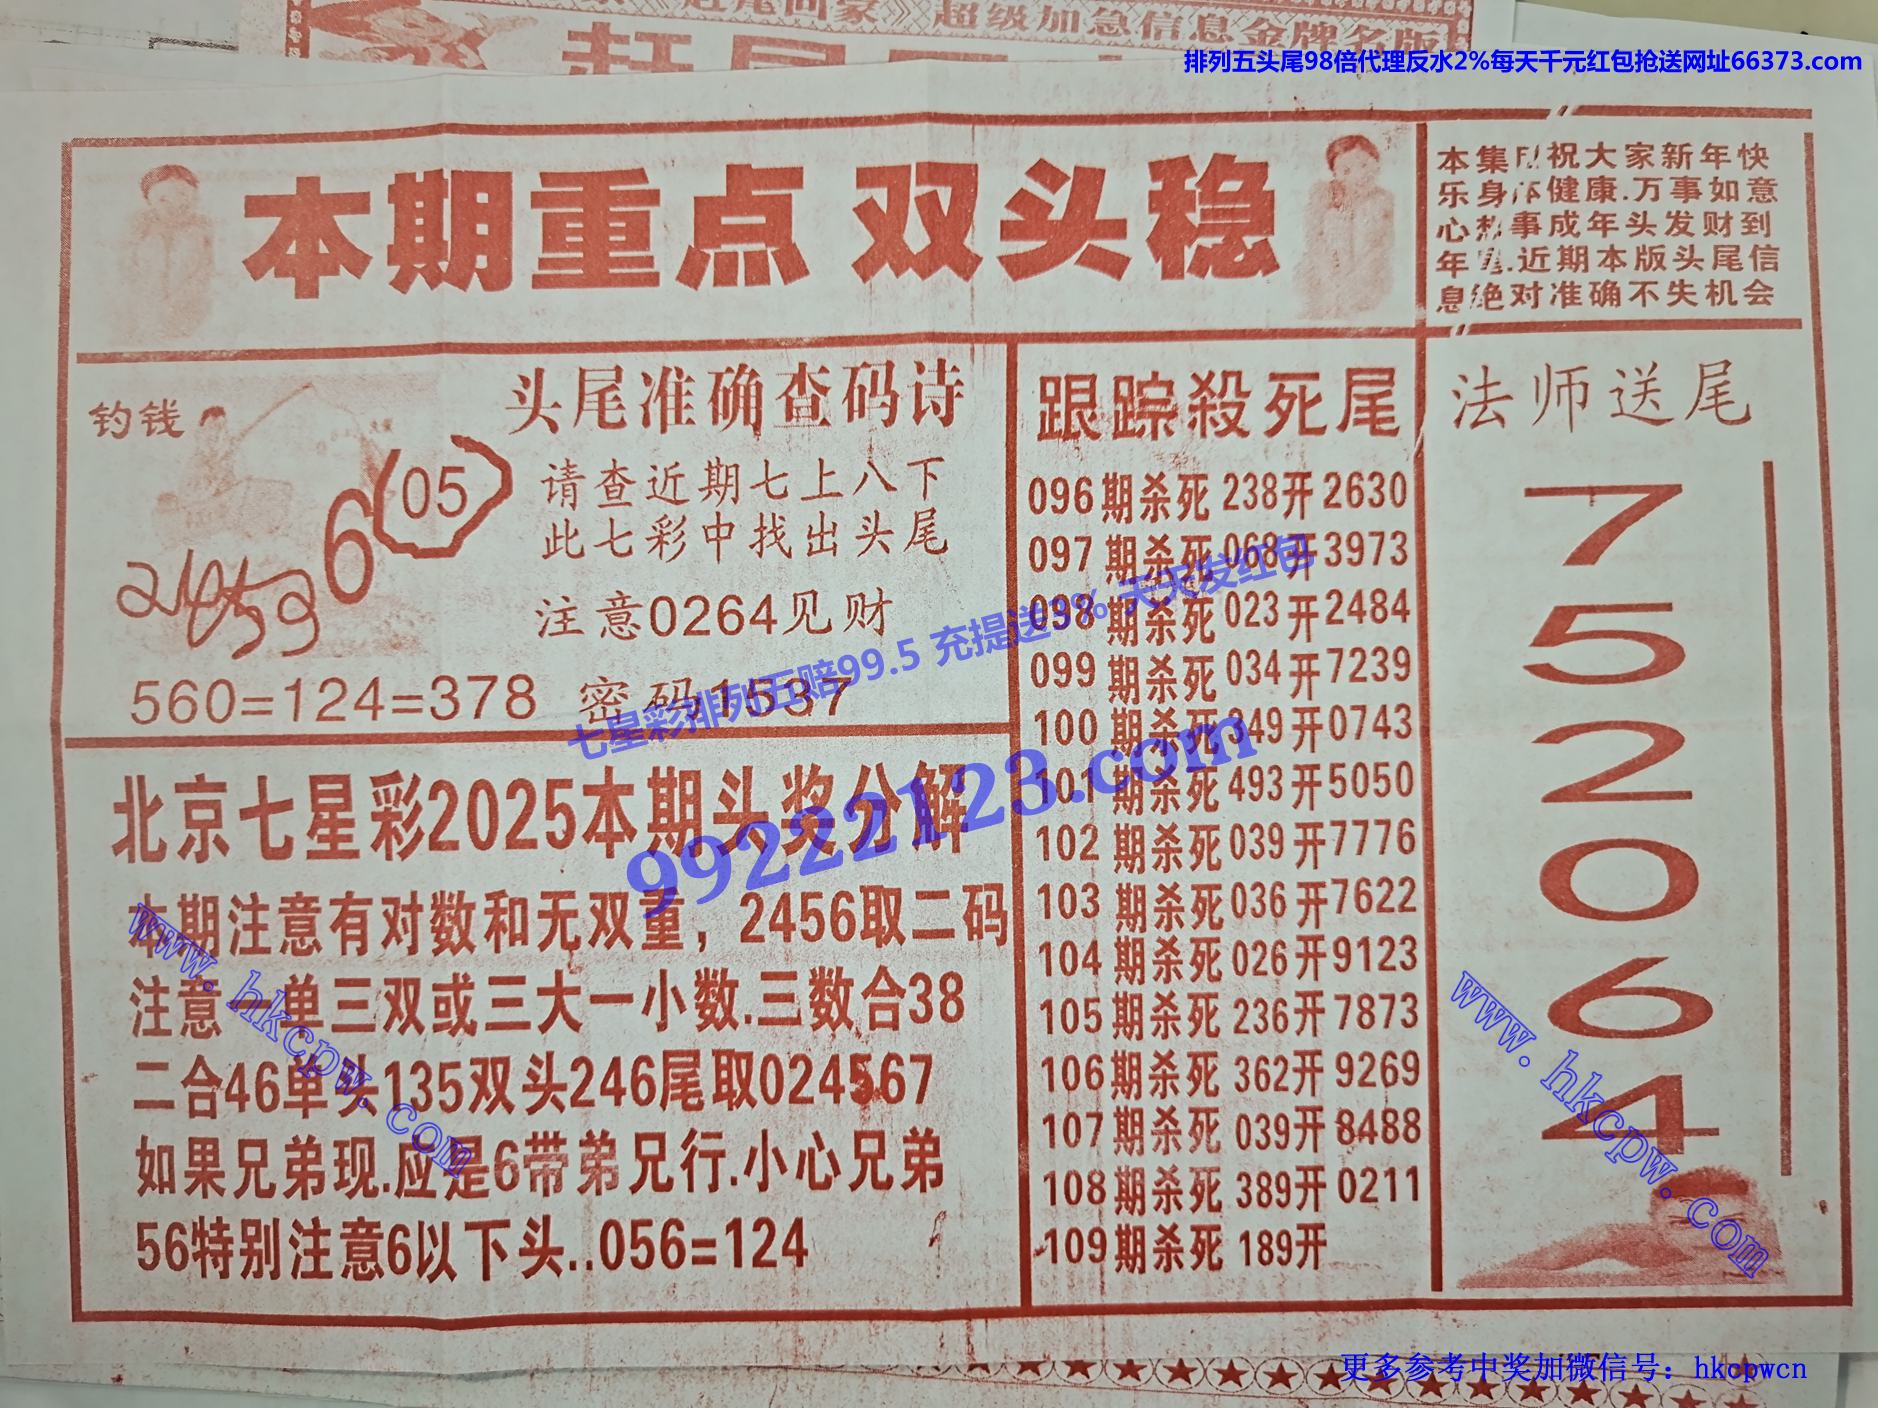 《赶尾回家》超级加急信息金牌名版
排列五头尾98倍代理反水2%每天千元红包抢送网址66373.com
本期重点 双头稳
本集团祝大家新年快
乐身体健康.万事如意
心想事成年头发财到
年尾.近期本版头尾信
息绝对准确不失机会
钓钱
6(05)
560=124=378 密码1537
头尾准确查码诗
请查近期七上八下
此七彩中找出头尾
注意0264见财
跟踪殺死尾
096期杀死 238开2630
097期杀死 068开3973
098期杀死 023开2484
099期杀死 034开7239
100期杀死 349开0743
101期杀死 493开5050
102期杀死 039开7776
103期杀死 036开7622
104期杀死 026开9123
105期杀死 236开7873
106期杀死 362开9269
107期杀死 039开8488
108期杀死 389开0211
109期杀死 189开
法师送尾
7
5
2
0
6
4
北京七星彩2025本期头奖分解
本期注意有对数和无双重，2456取二码
注意一单三双或三大一小数.三数合38
二合46单头135双头246尾取024567
如果兄弟现.应是6带弟兄行.小心兄弟
56特别注意6以下头..056=124
七星彩排列五赔99.5 充提送3% 天天发红包
99222123.com
www.hkcpw.com
www.hkcpw.com
更多参考中奖加微信号：hkcpwcn